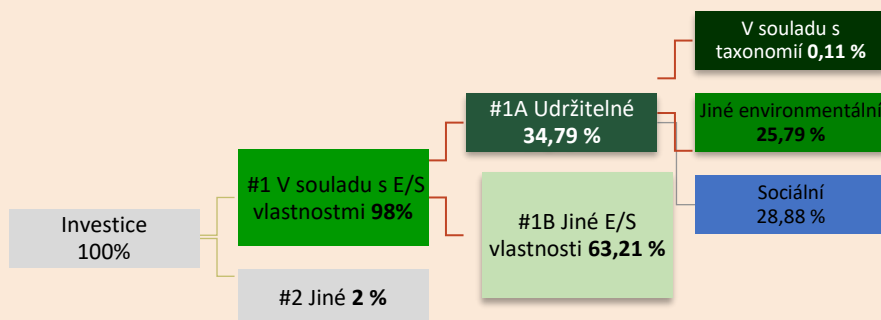 Investice
100%
#1 V souladu s E/S
vlastnostmi 98%
#2 Jiné 2 %
#1A Udržitelné
34,79 %
#1B Jiné E/S
vlastnosti 63,21 %
V souladu s
taxonomií 0,11 %
Jiné environmentální
25,79 %
Sociální
28,88 %